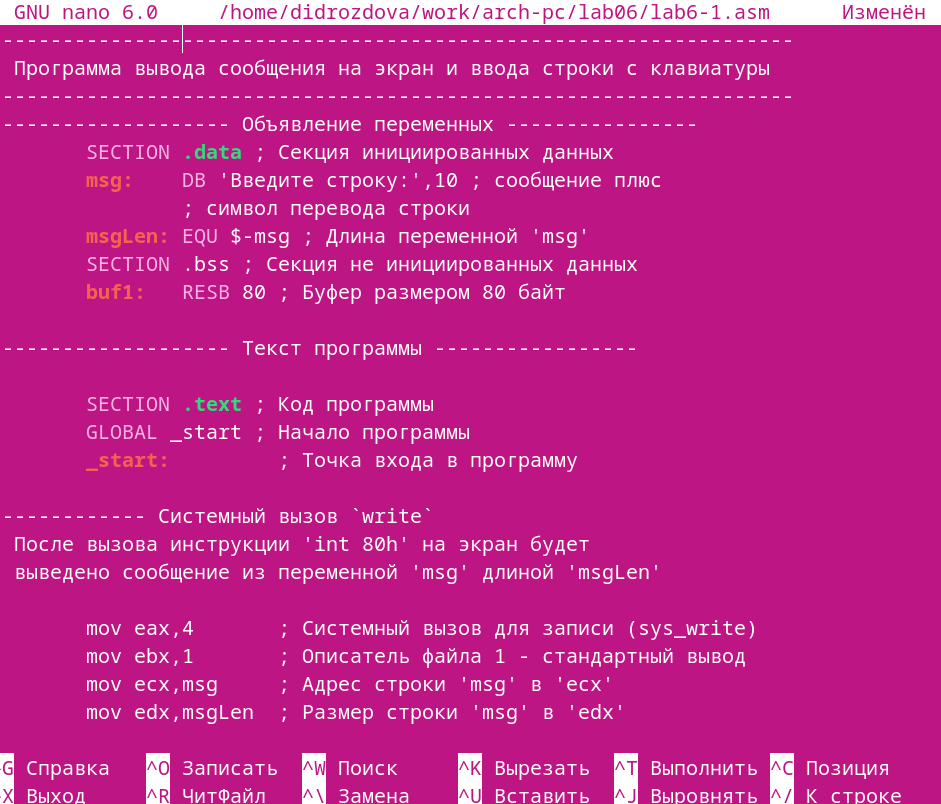 GNU nano 6.0     /home/didrozdova/work/arch-pc/lab06/lab6-1.asm      Изменён
------------------------------------------------------------------
 Программа вывода сообщения на экран и ввода строки с клавиатуры
------------------------------------------------------------------
------------------- Объявление переменных ----------------
       SECTION .data ; Секция инициированных данных
       msg:    DB 'Введите строку:',10 ; сообщение плюс
               ; символ перевода строки
       msgLen: EQU $-msg ; Длина переменной 'msg'
       SECTION .bss ; Секция не инициированных данных
       buf1:   RESB 80 ; Буфер размером 80 байт
------------------- Текст программы -----------------
       SECTION .text ; Код программы
       GLOBAL _start ; Начало программы
       _start:         ; Точка входа в программу
------------ Системный вызов `write`
 После вызова инструкции 'int 80h' на экран будет
 выведено сообщение из переменной 'msg' длиной 'msgLen'
       mov eax,4       ; Системный вызов для записи (sys_write)
       mov ebx,1       ; Описатель файла 1 - стандартный вывод
       mov ecx,msg     ; Адрес строки 'msg' в 'ecx'
       mov edx,msgLen  ; Размер строки 'msg' в 'edx'
^G Справка   ^O Записать  ^W Поиск     ^K Вырезать  ^T Выполнить ^C Позиция
^X Выход     ^R ЧитФайл   ^\ Замена    ^U Вставить  ^J Выровнять ^/ К строке